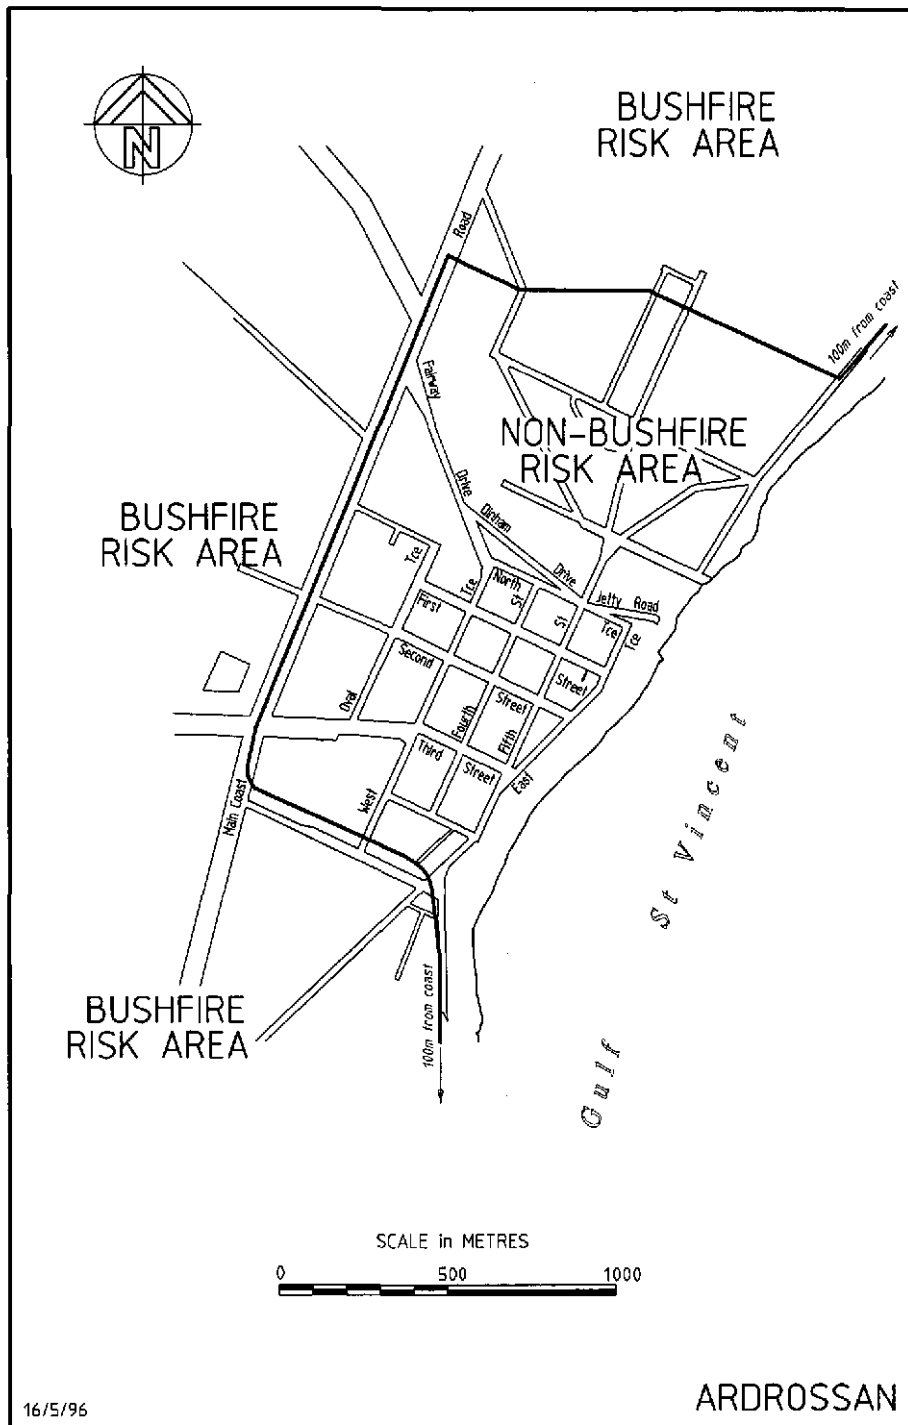 N
BUSHFIRE
RISK AREA
Road
100m from coast
Fairway
NON-BUSHFIRE
RISK AREA
Drive
Dinham
Drive
BUSHFIRE
RISK AREA
Tce
Tce
North
St
St
Jetty Road
Tce
Tce
First
Second
Street
Oval
Fourth
Street
Fifth
Third
Street
East
West
Main Coast
Gulf St Vincent
BUSHFIRE
RISK AREA
100m from coast
SCALE in METRES
0 500 1000
16/5/96
ARDROSSAN